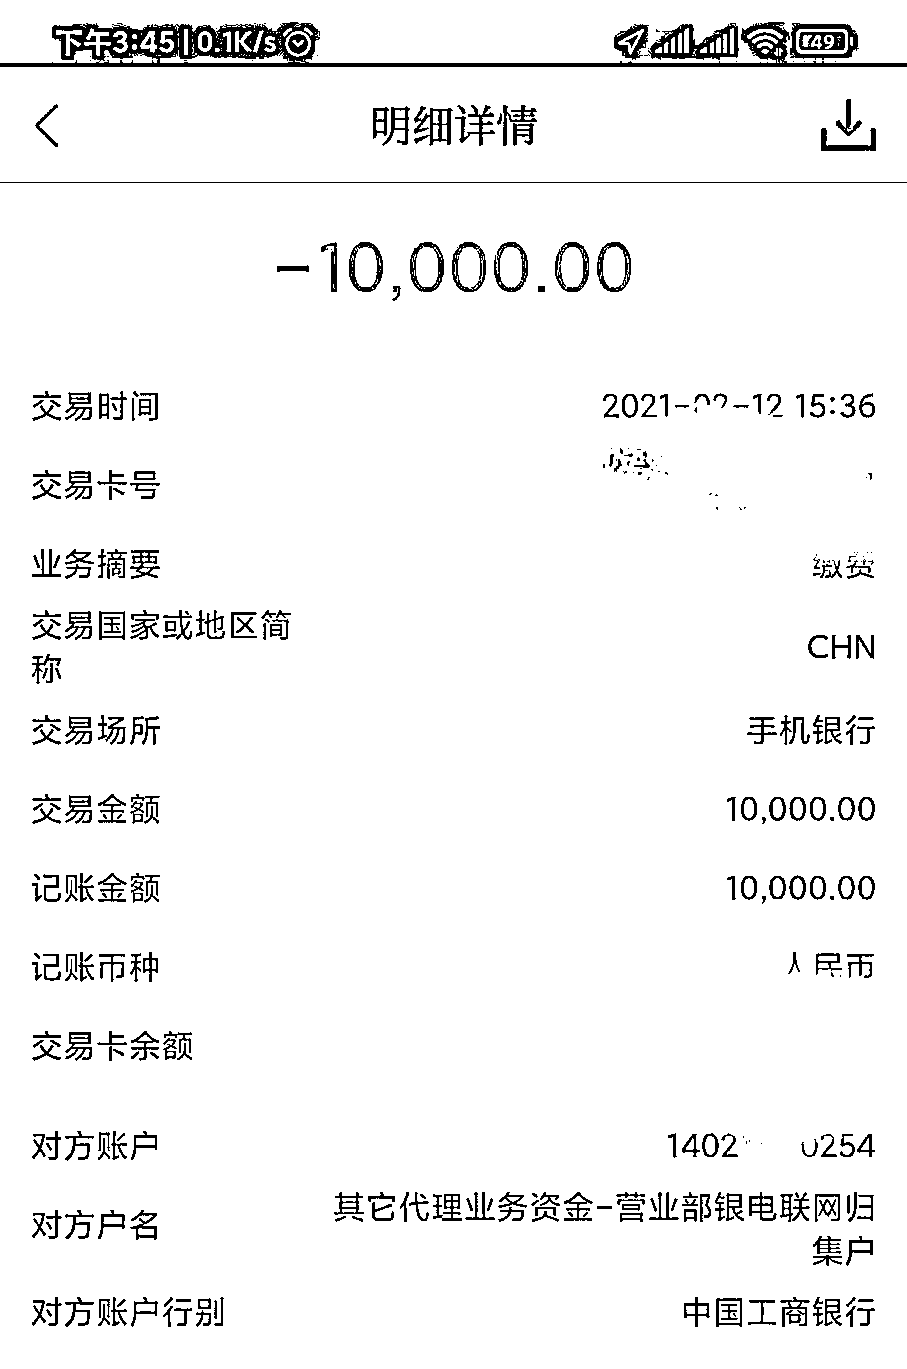 下午3:45|0.1K/s
49
明细详情
-10,000.00
交易时间 2021- -12 15:36
交易卡号
业务摘要 缴费
交易国家或地区简
称
CHN
交易场所 手机银行
交易金额 10,000.00
记账金额 10,000.00
记账币种 人民币
交易卡余额
对方账户 1402 0254
对方户名 其它代理业务资金-营业部银电联网归
集户
对方账户行别 中国工商银行